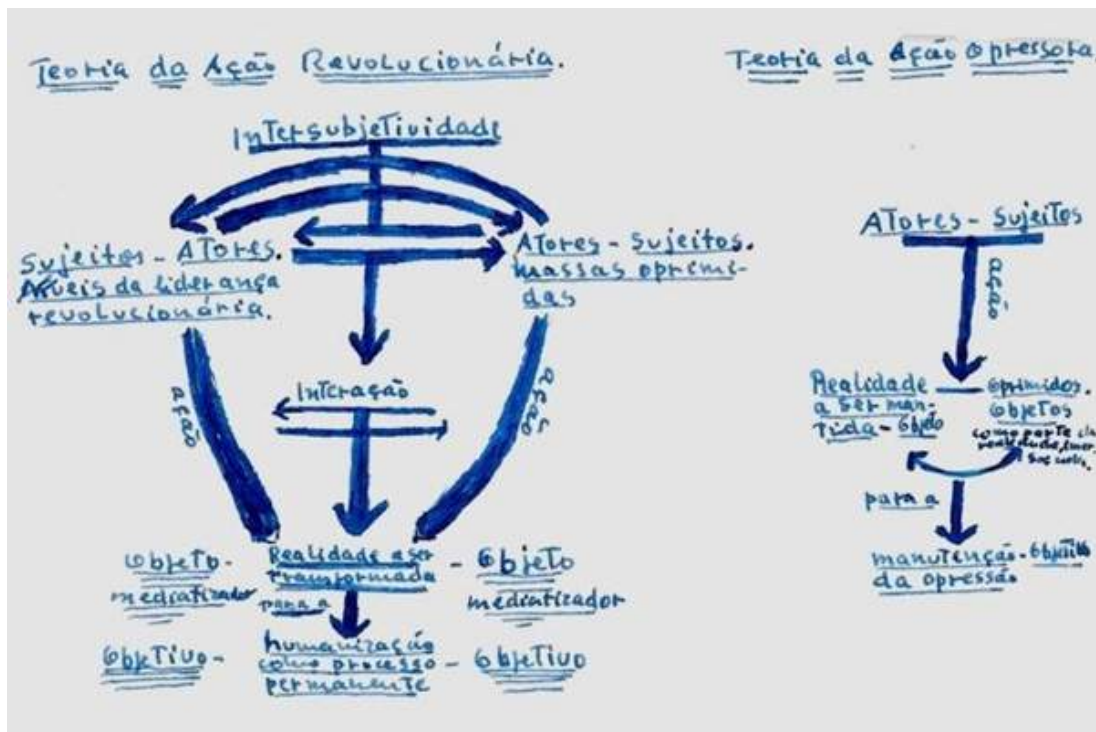 Teoria da Ação Revolucionária.
Intersubjetividade
Sujeitos - Atores.
da liderança
revolucionária.
Atores - Sujeitos.
massas oprimi-
das
ação
Interação
ação
Objeto-
mediatizador
Realidade a ser
transformada
para a
- Objeto
mediatizador
Objetivo-
humanização
como processo
permanente
- Objetivo
Teoria da Ação Opressora
Atores - Sujeitos
ação
Realidade
a ser man-
tida - Objeto
oprimidos.
objetos
como parte da
realidade,
para a
manutenção - Objetivo
da opressão